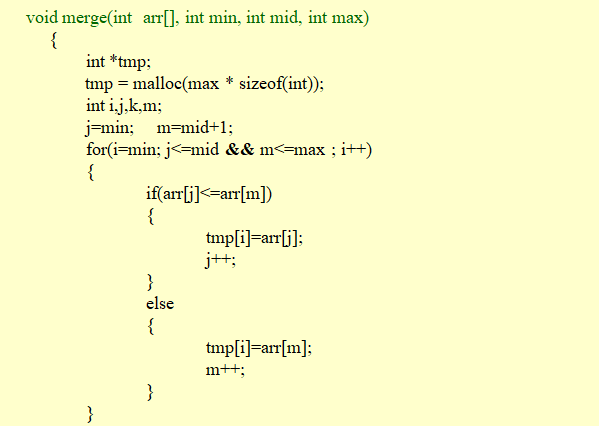 void merge(int arr[], int min, int mid, int max)
{
int *tmp;
tmp = malloc(max * sizeof(int));
int i,j,k,m;
j=min; m=mid+1;
for(i=min; j<=mid && m<=max ; i++)
{
if(arr[j]<=arr[m])
{
tmp[i]=arr[j];
j++;
}
else
{
tmp[i]=arr[m];
m++;
}
}